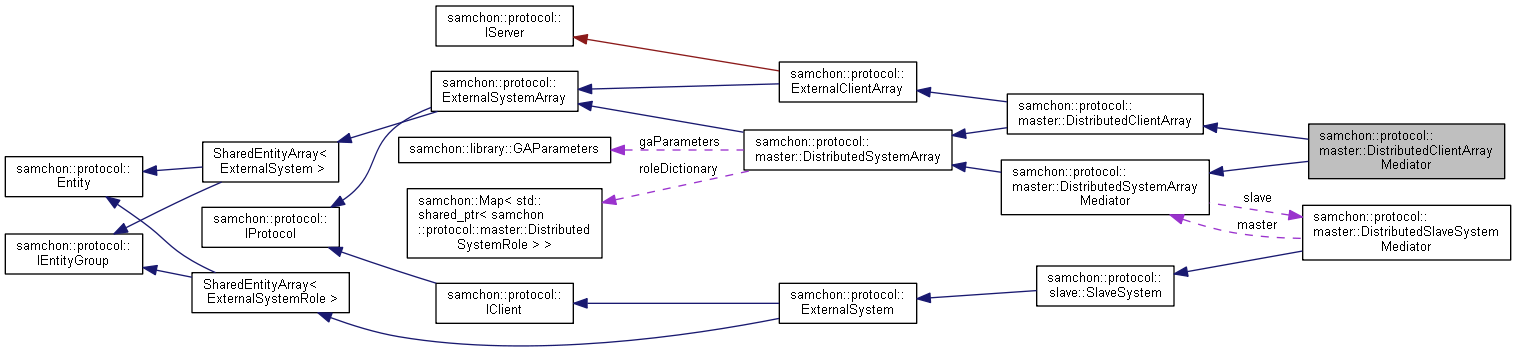 samchon::protocol::
IServer
samchon::protocol::
ExternalSystemArray
samchon::protocol::
ExternalClientArray
samchon::protocol::
master::DistributedClientArray
samchon::protocol::
master::DistributedClientArray
Mediator
samchon::library::GAParameters
gaParameters
samchon::protocol::
master::DistributedSystemArray
SharedEntityArray<
ExternalSystem >
samchon::protocol::
Entity
roleDictionary
samchon::protocol::
master::DistributedSystemArray
Mediator
samchon::Map< std::
shared_ptr< samchon
::protocol::master::Distributed
SystemRole > >
slave
master
samchon::protocol::
master::DistributedSlaveSystem
Mediator
samchon::protocol::
IProtocol
samchon::protocol::
IEntityGroup
SharedEntityArray<
ExternalSystemRole >
samchon::protocol::
IClient
samchon::protocol::
ExternalSystem
samchon::protocol::
slave::SlaveSystem